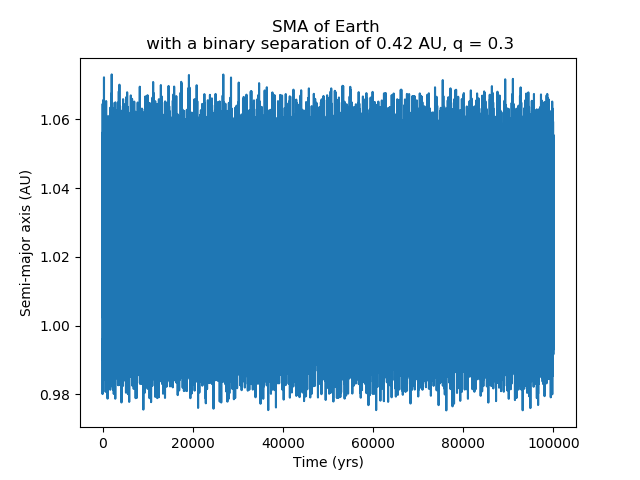 SMA of Earth
with a binary separation of 0.42 AU, q = 0.3
Semi-major axis (AU)
1.06
1.04
1.02
1.00
0.98
0 20000 40000 60000 80000 100000
Time (yrs)